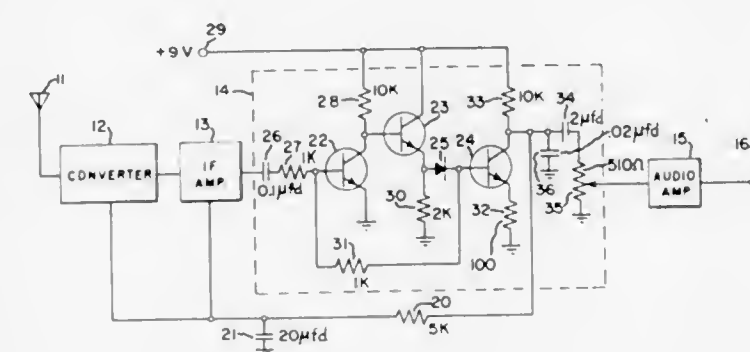 29
+9V
11
14
10K
28
23
33
10K
34
2µfd
12
13
26
27
1K
22
25
24
.02µfd
15
16
CONVERTER
IF
AMP
0.1µfd
36
510Ω
35
AUDIO
AMP
30
2K
32
100
31
1K
20
5K
21
20µfd